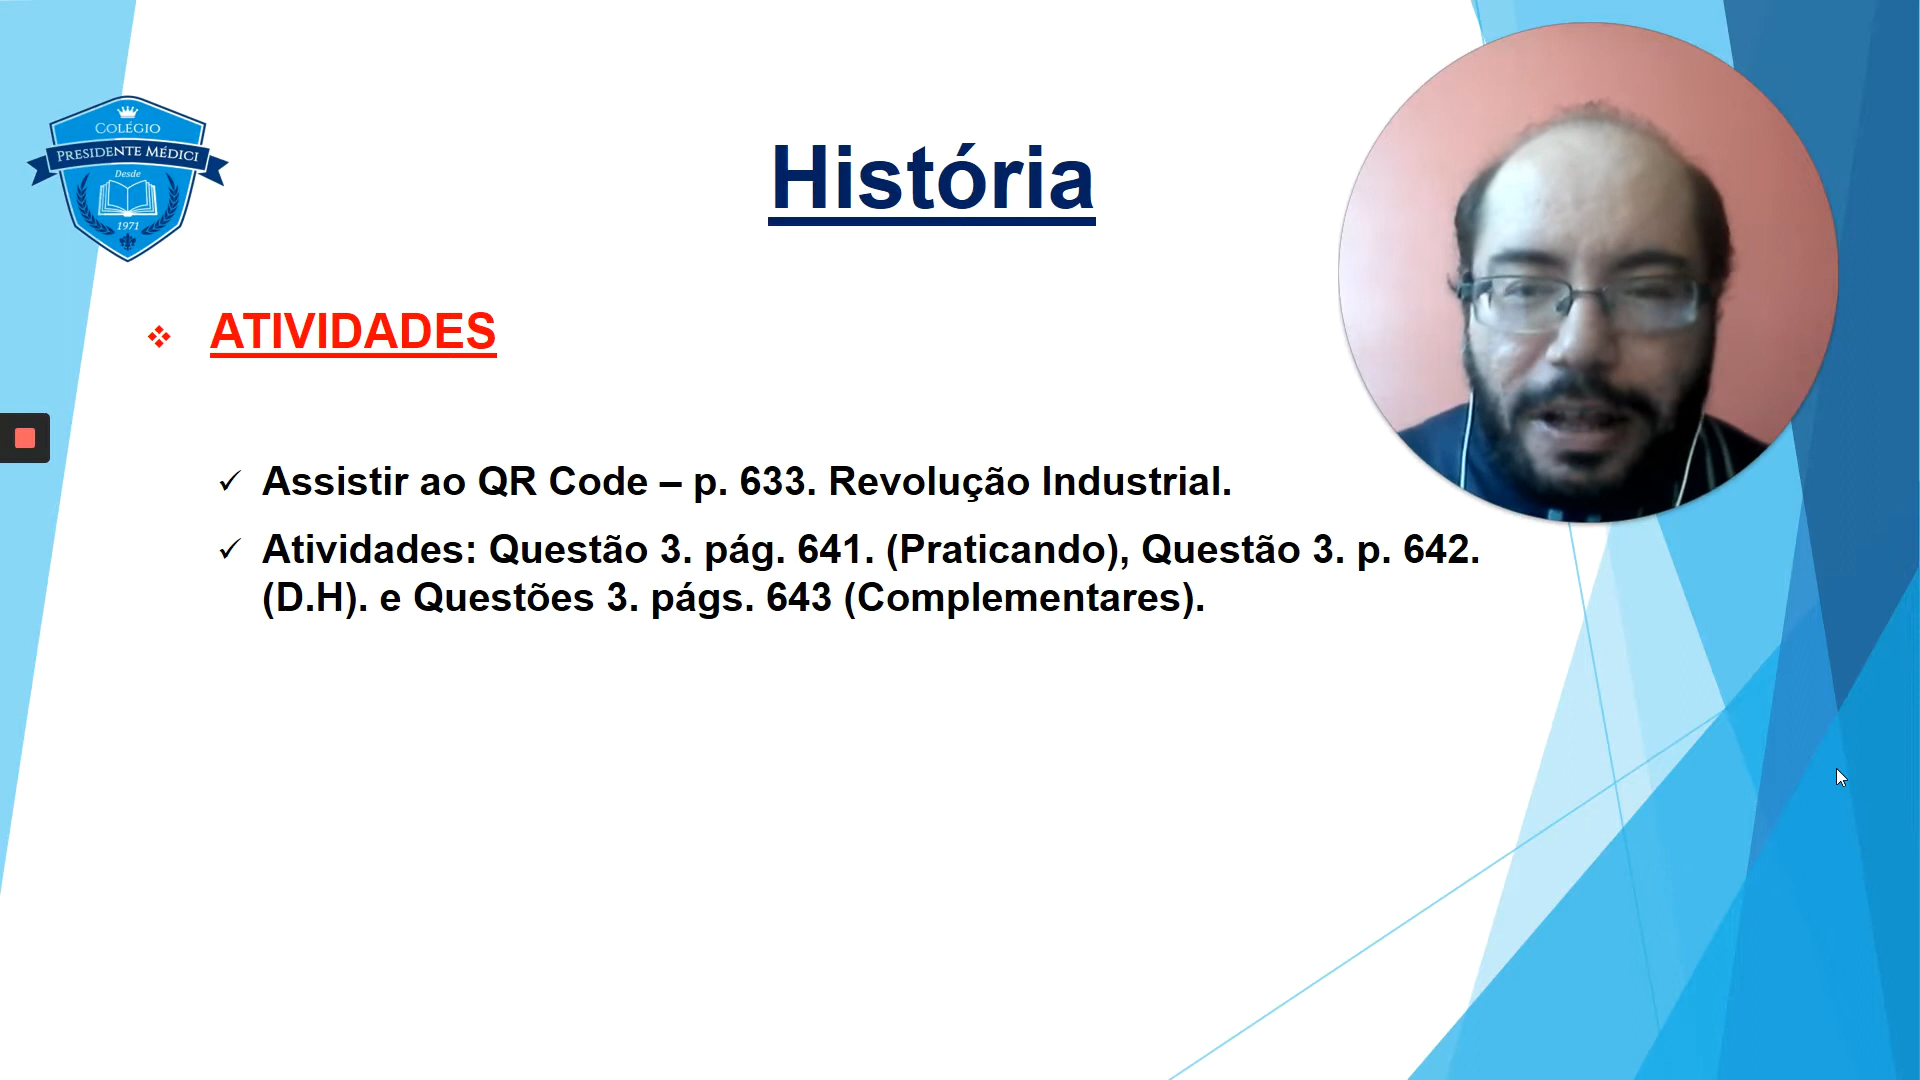 COLÉGIO
PRESIDENTE MÉDICI
Desde
1971
História
ATIVIDADES
Assistir ao QR Code – p. 633. Revolução Industrial.
Atividades: Questão 3. pág. 641. (Praticando), Questão 3. p. 642.
(D.H). e Questões 3. págs. 643 (Complementares).